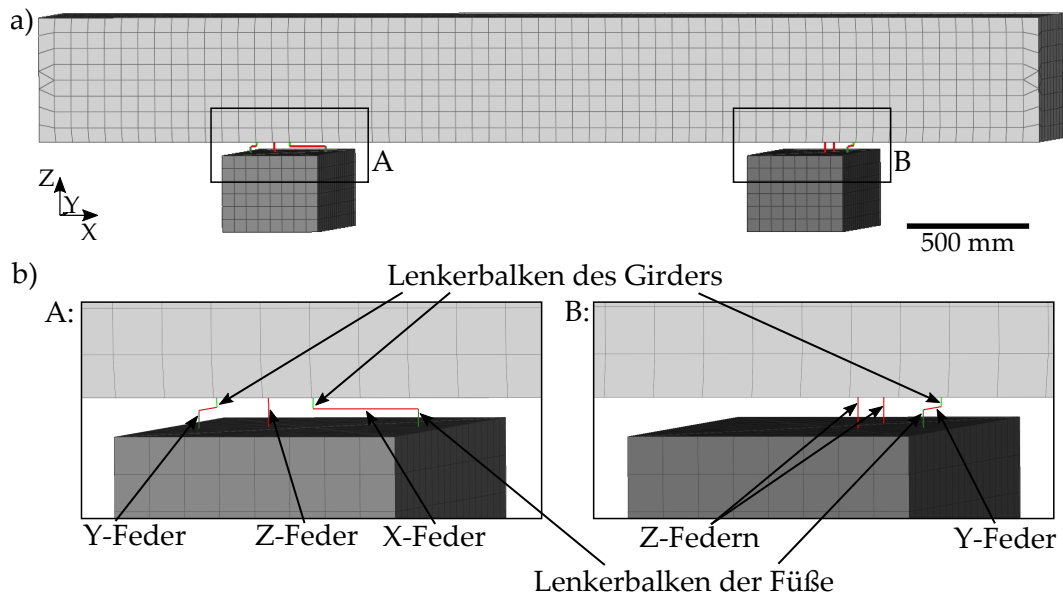 a)
A
B
Z
Y
X
500 mm
b)
Lenkerbalken des Girders
A:
B:
Y-Feder
Z-Feder
X-Feder
Z-Federn
Y-Feder
Lenkerbalken der Füße